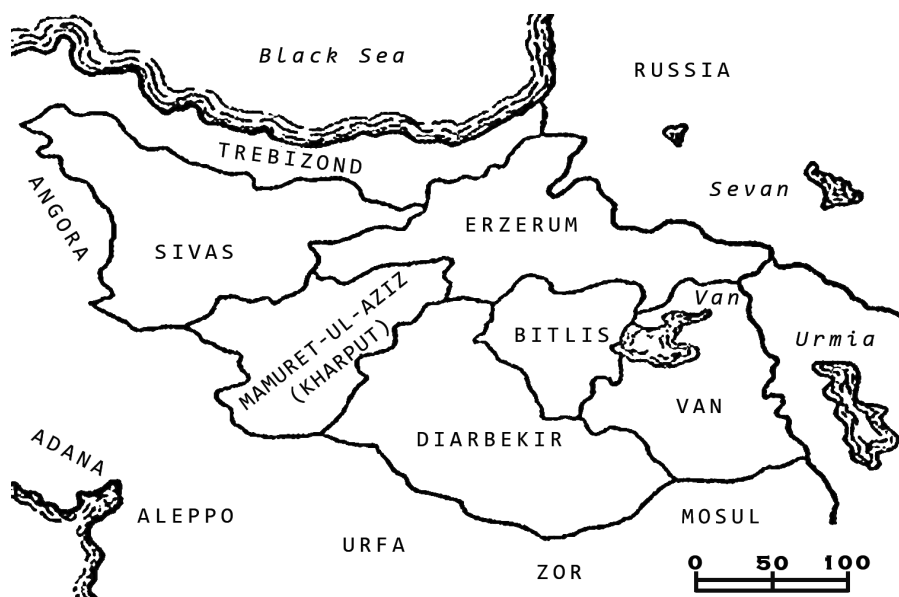 Black Sea
RUSSIA
TREBIZOND
Sevan
ANGORA
ERZERUM
SIVAS
Van
MAMURET-UL-AZIZ
(KHARPUT)
BITLIS
Urmia
VAN
DIARBEKIR
ADANA
ALEPPO
MOSUL
URFA
ZOR
0 50 100